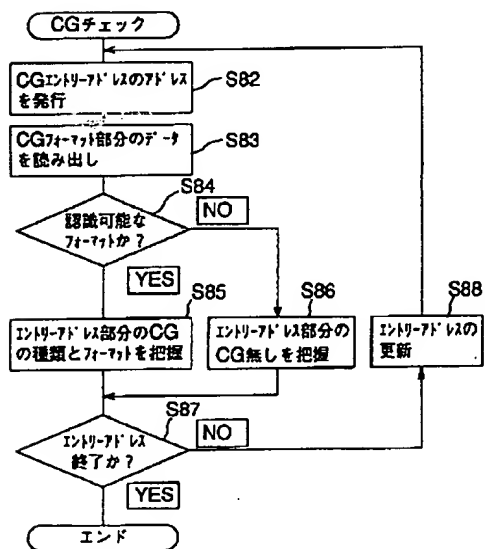 CGチェック
CGエントリーアドレスのアドレス
を発行
S82
CGフォーマット部分のデータ
を読み出し
S83
S84
認識可能な
フォーマットか?
NO
YES
S85
エントリーアドレス部分のCG
の種類とフォーマットを把握
S86
エントリーアドレス部分の
CG無しを把握
S88
エントリーアドレスの
更新
S87
エントリーアドレス
終了か?
NO
YES
エンド